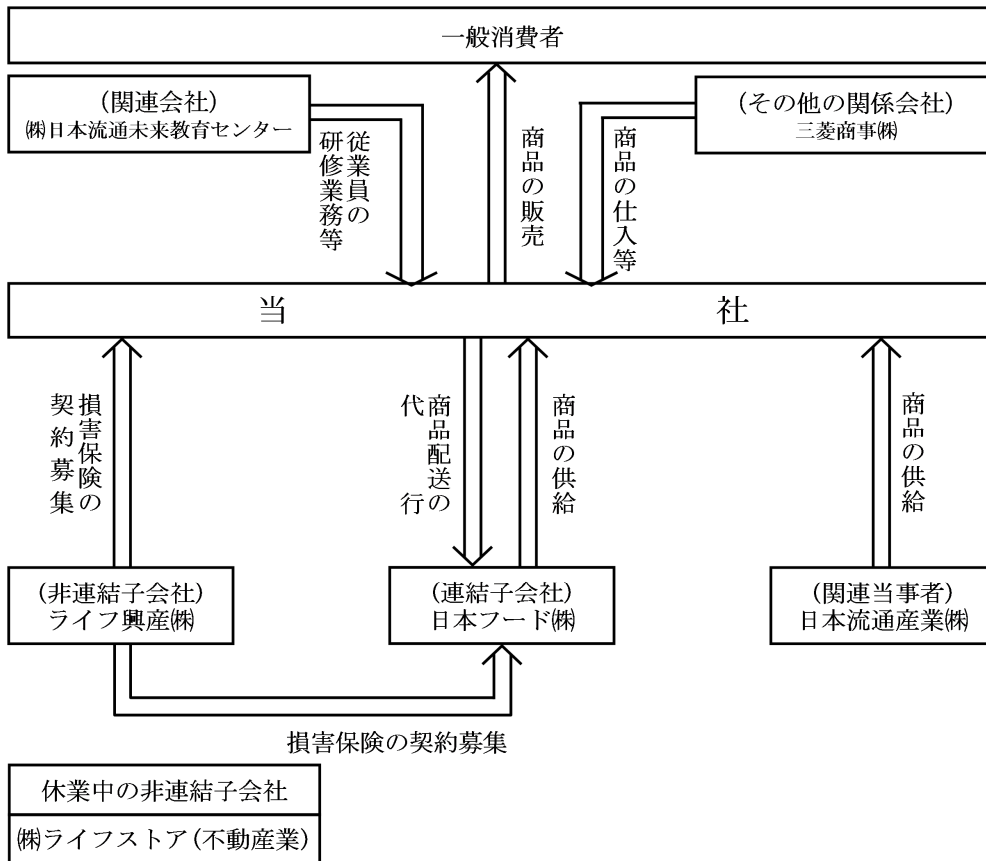 一般消費者
(関連会社)
㈱日本流通未来教育センター
(その他の関係会社)
三菱商事㈱
従業員の
研修業務等
商品の販売
商品の仕入等
当社
損害保険の
契約募集
商品配送の
代行
商品の供給
商品の供給
(非連結子会社)
ライフ興産㈱
(連結子会社)
日本フード㈱
(関連当事者)
日本流通産業㈱
損害保険の契約募集
休業中の非連結子会社
㈱ライフストア(不動産業)